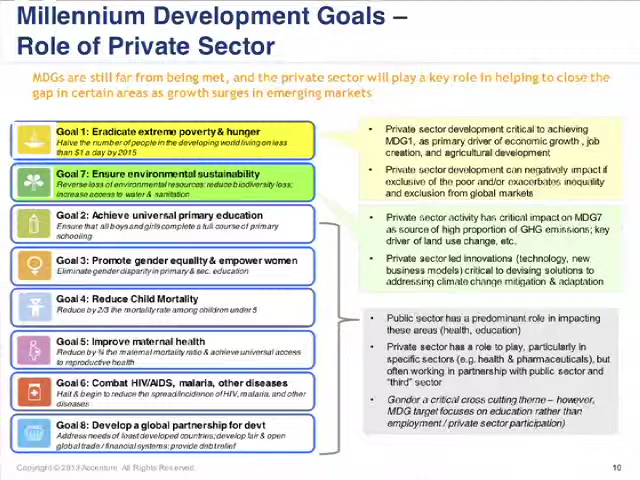 Millennium Development Goals –
Role of Private Sector
MDGs are still far from being met, and the private sector will play a key role in helping to close the
gap in certain areas as growth surges in emerging markets
Goal 1: Eradicate extreme poverty & hunger
Halve the number of people in the developing world living on less
than $1 a day by 2015
Goal 7: Ensure environmental sustainability
Reverse loss of environmental resources; reduce biodiversity loss;
increase access to water & sanitation
Goal 2: Achieve universal primary education
Ensure that all boys and girls complete a full course of primary
schooling
Goal 3: Promote gender equality & empower women
Eliminate gender disparity in primary & sec. education
Goal 4: Reduce Child Mortality
Reduce by 2/3 the mortality rate among children under 5
Goal 5: Improve maternal health
Reduce by ¾ the maternal mortality ratio & achieve universal access
to reproductive health
Goal 6: Combat HIV/AIDS, malaria, other diseases
Halt & begin to reduce the spread/incidence of HIV, malaria, and other
diseases
Goal 8: Develop a global partnership for devt
Address needs of least developed countries; develop fair & open
global trade / financial systems; provide debt relief
• Private sector development critical to achieving
MDG1, as primary driver of economic growth , job
creation, and agricultural development
• Private sector development can negatively impact if
exclusive of the poor and/or exacerbates inequality
and exclusion from global markets
• Private sector activity has critical impact on MDG7
as source of high proportion of GHG emissions; key
driver of land use change, etc.
• Private sector led innovations (technology, new
business models) critical to devising solutions to
addressing climate change mitigation & adaptation
• Public sector has a predominant role in impacting
these areas (health, education)
• Private sector has a role to play, particularly in
specific sectors (e.g. health & pharmaceuticals), but
often working in partnership with public sector and
“third” sector
• Gender a critical cross cutting theme – however,
MDG target focuses on education rather than
employment / private sector participation)
Copyright © 2013 Accenture All Rights Reserved.
10